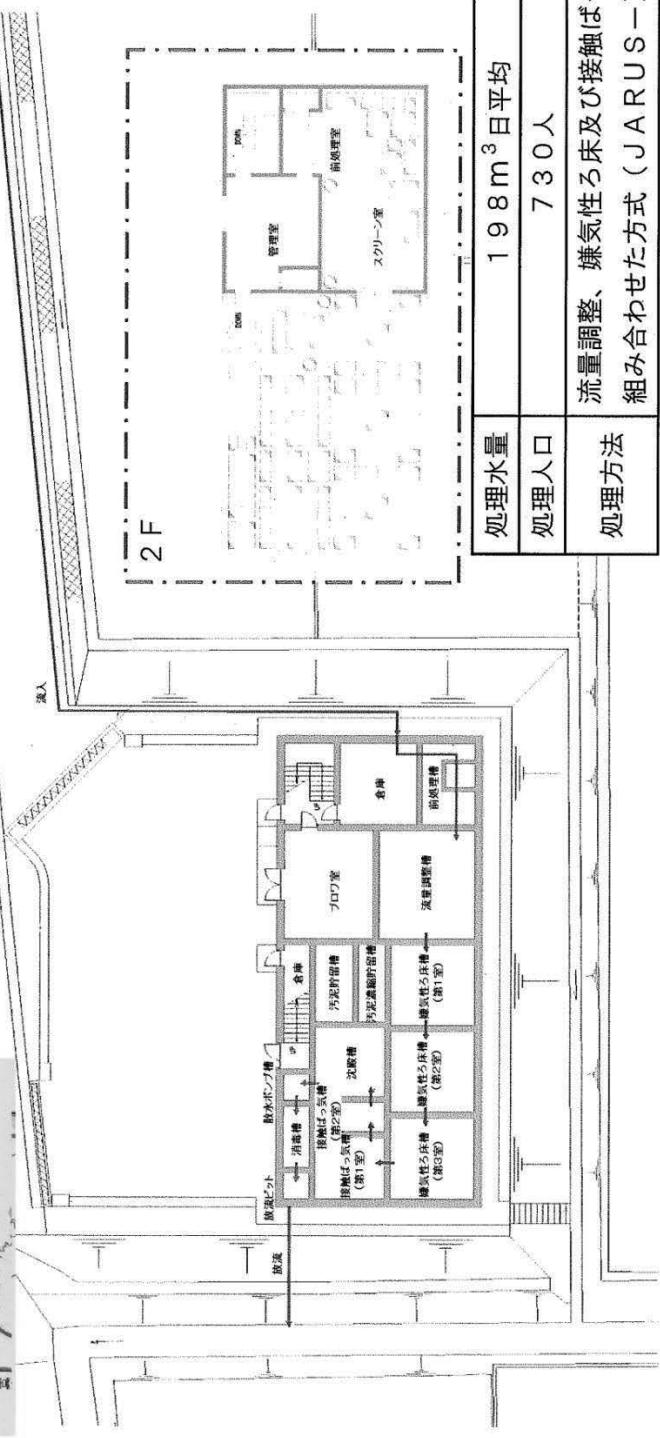 流入
2F
DOWN
管理室
DOWN
前処理室
スクリーン室
処理水量
198m³日平均
処理人口
730人
処理方法
流量調整、嫌気性ろ床及び接触ば
組み合わせた方式(JARUS-
UP
倉庫
前処理槽
ブロワ室
流量調整槽
倉庫
UP
汚泥貯留槽
汚泥濃縮貯留槽
嫌気性ろ床槽
(第1室)
散水ポンプ槽
沈殿槽
嫌気性ろ床槽
(第2室)
消毒槽
接触ばっ気槽
(第2室)
接触ばっ気槽
(第1室)
嫌気性ろ床槽
(第3室)
放流ピット
放流